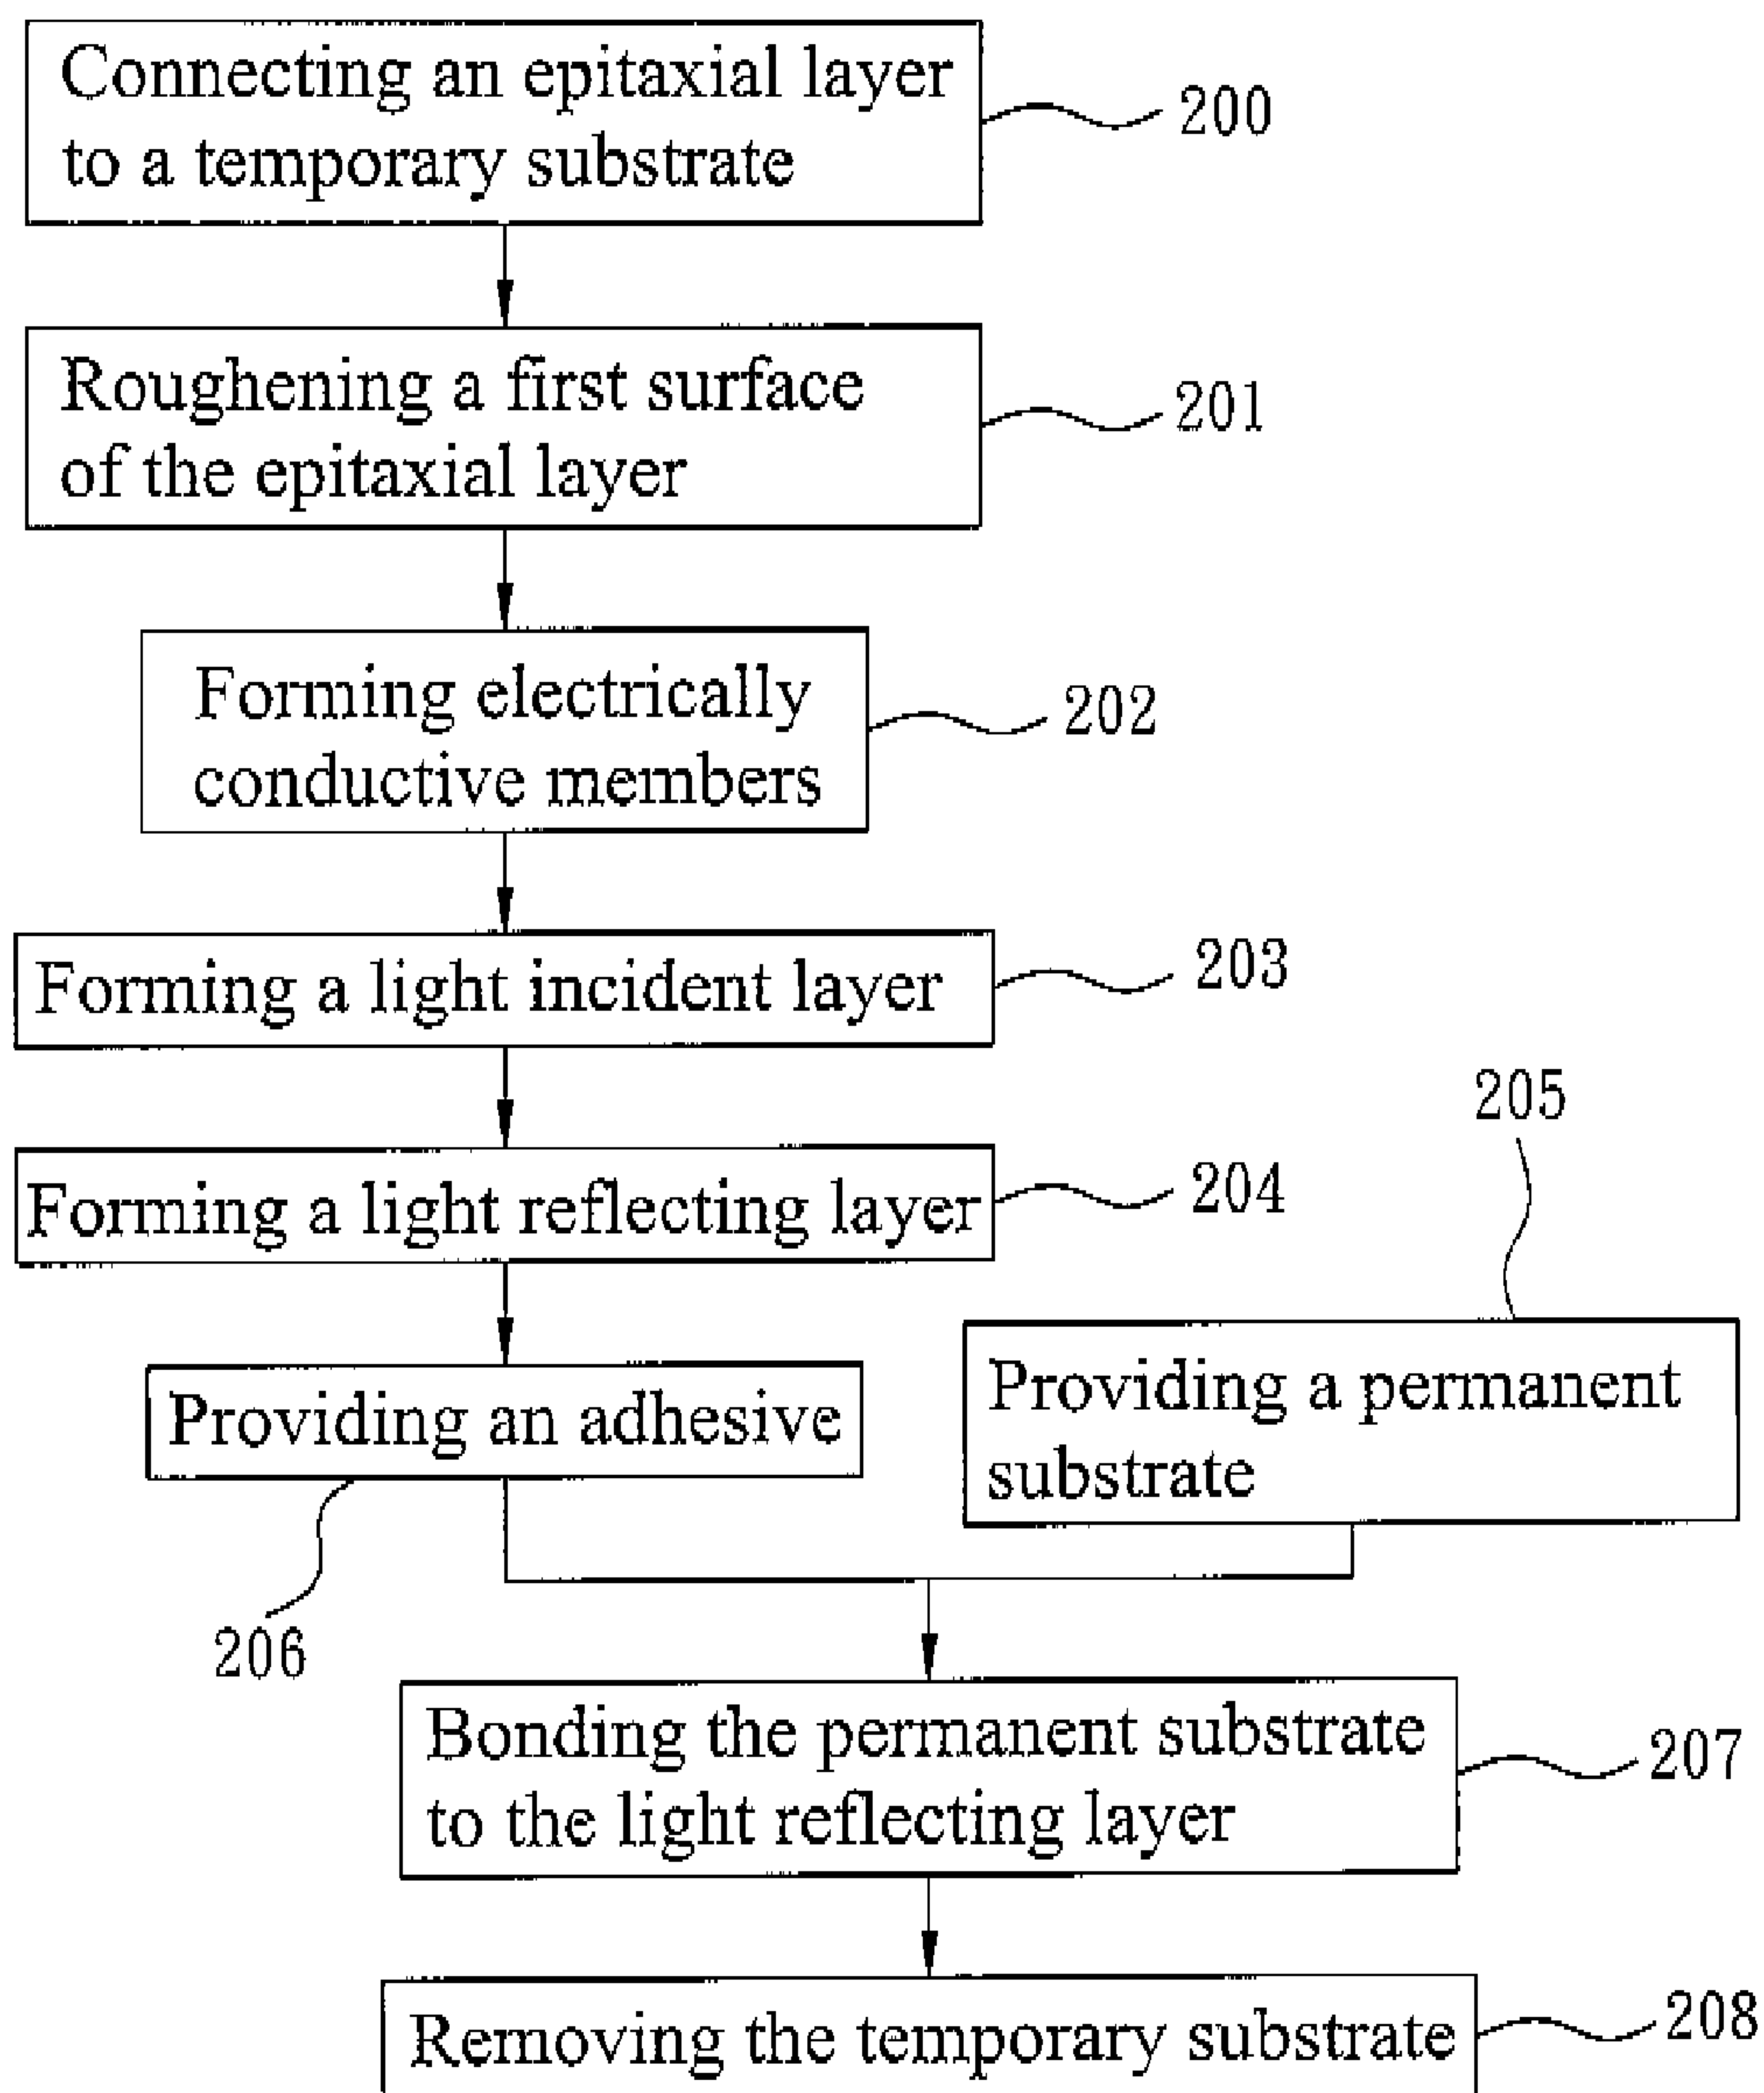 Connecting an epitaxial layer
to a temporary substrate
200
Roughening a first surface
of the epitaxial layer
201
Forming electrically
conductive members
202
Forming a light incident layer
203
Forming a light reflecting layer
204
205
Providing an adhesive
206
Providing a permanent
substrate
Bonding the permanent substrate
to the light reflecting layer
207
Removing the temporary substrate
208